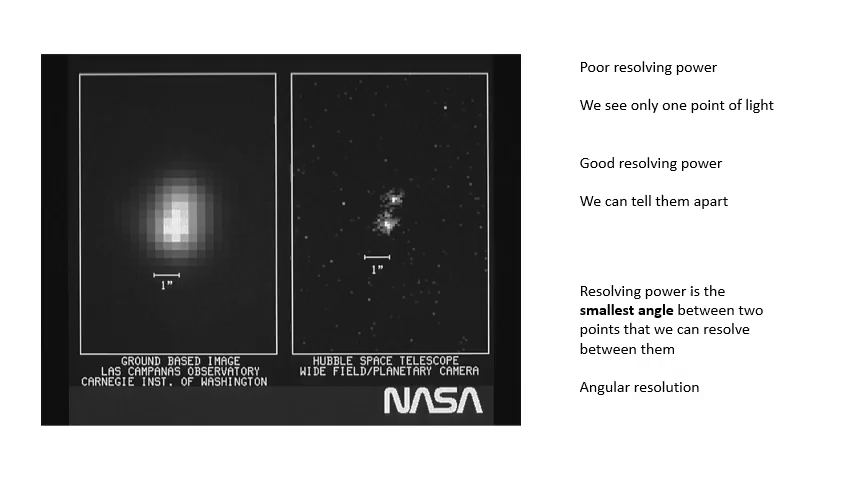 1"
1"
GROUND BASED IMAGE
LAS CAMPANAS OBSERVATORY
CARNEGIE INST. OF WASHINGTON
HUBBLE SPACE TELESCOPE
WIDE FIELD/PLANETARY CAMERA
NASA
Poor resolving power
We see only one point of light
Good resolving power
We can tell them apart
Resolving power is the
smallest angle between two
points that we can resolve
between them
Angular resolution